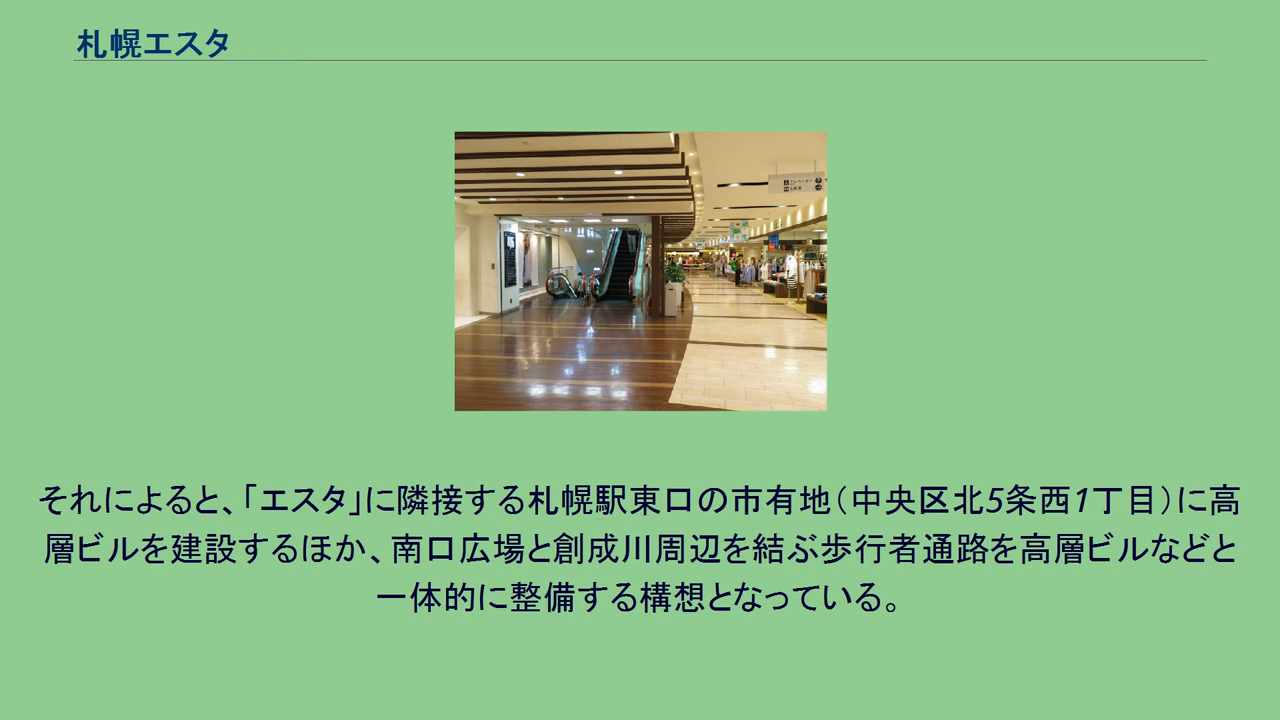 札幌エスタ
それによると、「エスタ」に隣接する札幌駅東口の市有地（中央区北5条西1丁目）に高
層ビルを建設するほか、南口広場と創成川周辺を結ぶ歩行者通路を高層ビルなどと
一体的に整備する構想となっている。